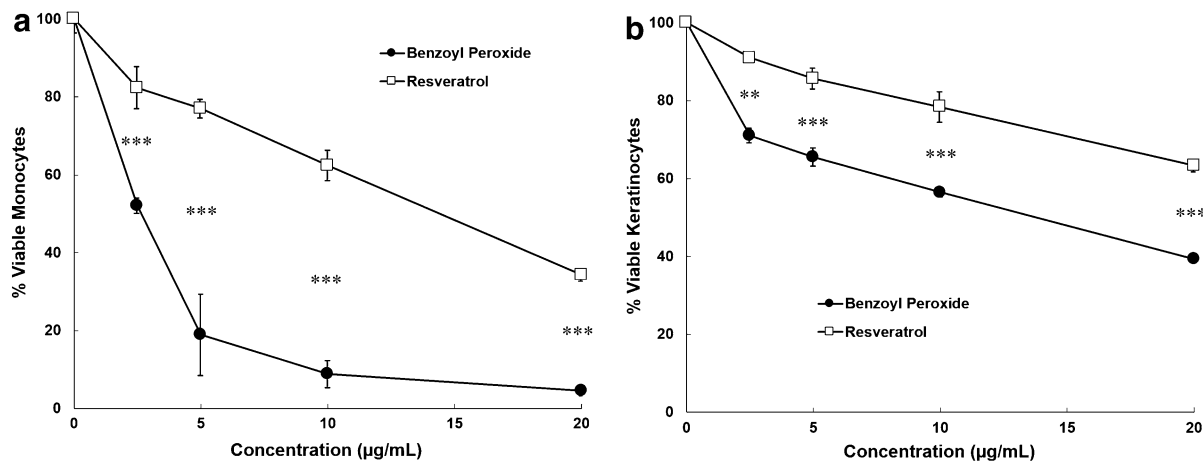 a
100
80
60
40
20
0
% Viable Monocytes
Benzoyl Peroxide
Resveratrol
***
***
***
***
0 5 10 15 20
Concentration (µg/mL)
b
100
80
60
40
20
0
% Viable Keratinocytes
**
***
***
***
Benzoyl Peroxide
Resveratrol
0 5 10 15 20
Concentration (µg/mL)